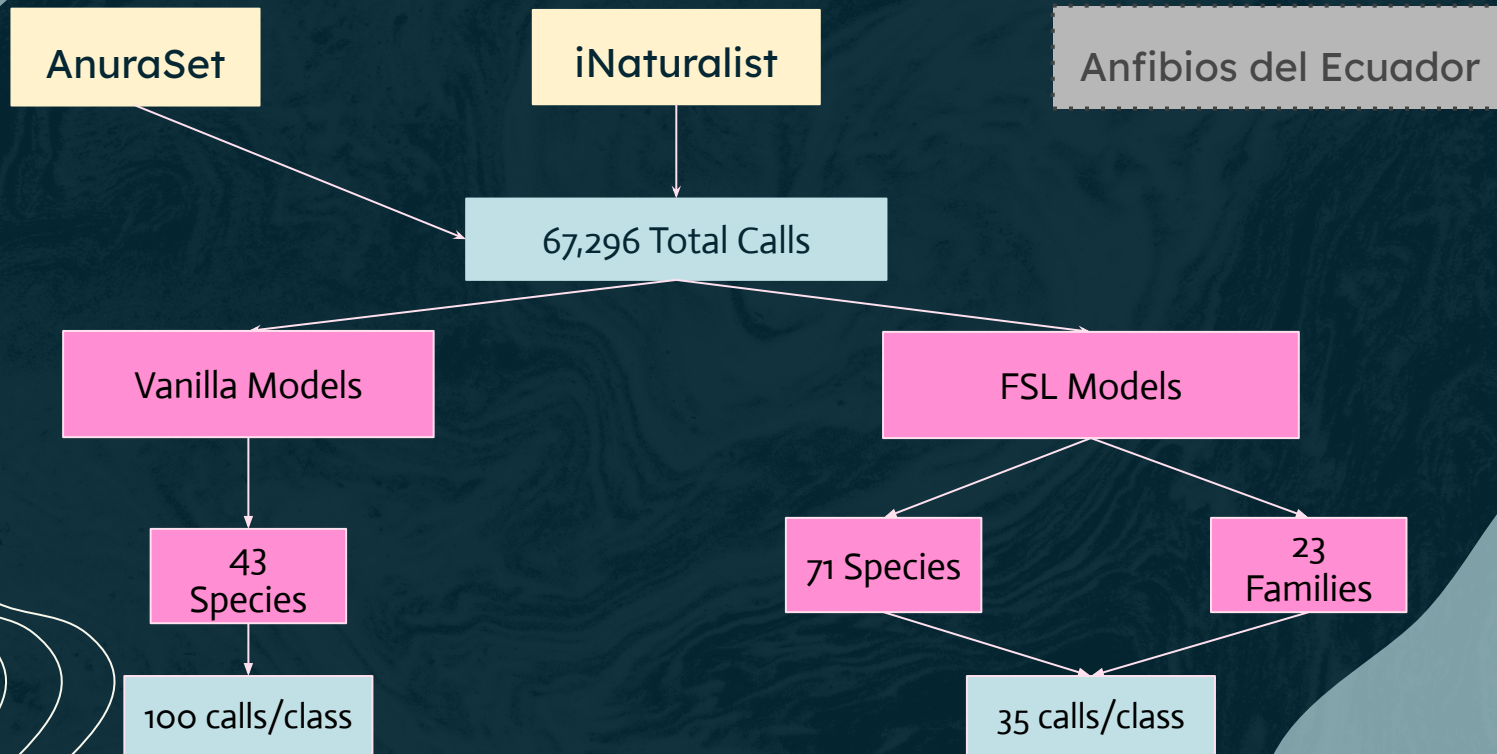 AnuraSet
iNaturalist
Anfibios del Ecuador
67,296 Total Calls
Vanilla Models
FSL Models
43
Species
71 Species
23
Families
100 calls/class
35 calls/class